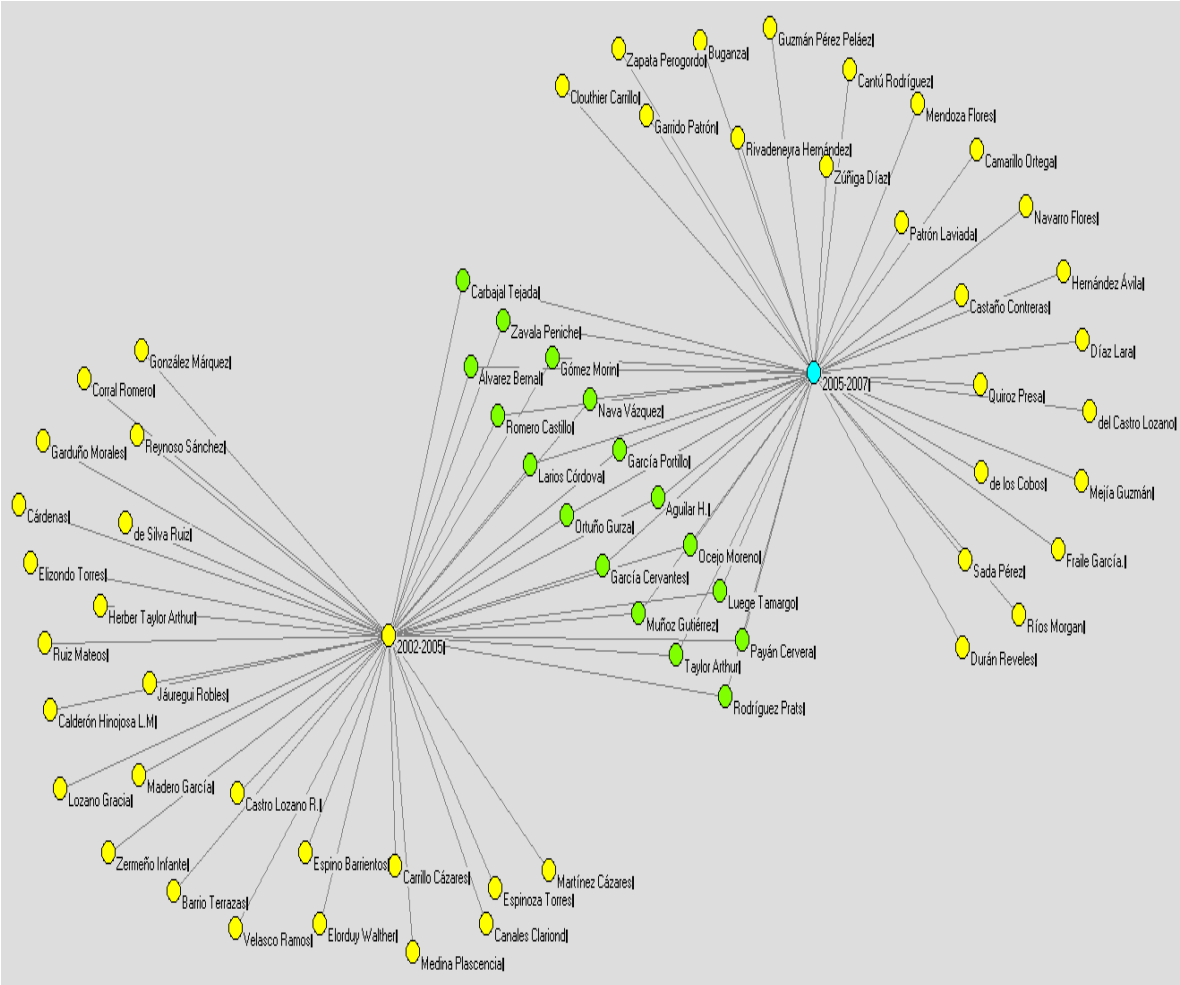 Guzmán Pérez Peláez
Buganza
Zapata Perogordo
Cantú Rodríguez
Clouthier Carrillo
Mendoza Flores
Garrido Patrón
Rivadeneyra Hernández
Camarillo Ortega
Zúñiga Díaz
Navarro Flores
Patrón Laviada
Hernández Ávila
Carbajal Tejada
Castaño Contreras
Zavala Peniche
Díaz Lara
González Márquez
Gómez Morin
Álvarez Bernal
2005-2007
Corral Romero
Quiroz Presa
Nava Vázquez
del Castro Lozano
Romero Castillo
Reynoso Sánchez
Garduño Morales
García Portillo
Larios Córdova
de los Cobos
Mejía Guzmán
Aguilar H.
Cárdenas
Ortuño Gurza
de Silva Ruiz
Ocejo Moreno
Fraile García.
Sada Pérez
Elizondo Torres
García Cervantes
Luege Tamargo
Herber Taylor Arthur
Ríos Morgan
Muñoz Gutiérrez
2002-2005
Payán Cervera
Ruiz Mateos
Durán Reveles
Taylor Arthur
Jáuregui Robles
Rodríguez Prats
Calderón Hinojosa L.M
Madero García
Lozano Gracia
Castro Lozano R.
Zermeño Infante
Espino Barrientos
Carrillo Cázares
Martínez Cázares
Espinoza Torres
Barrio Terrazas
Velasco Ramos
Elorduy Walther
Canales Clariond
Medina Plascencia